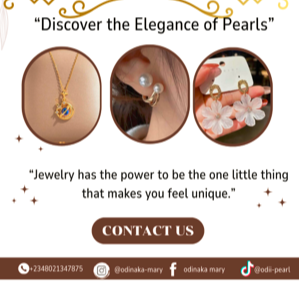 “Discover the Elegance of Pearls”
“Jewelry has the power to be the one little thing
that makes you feel unique.”
CONTACT US
+2348021347875 @odinaka-mary odinaka mary @odii-pearl